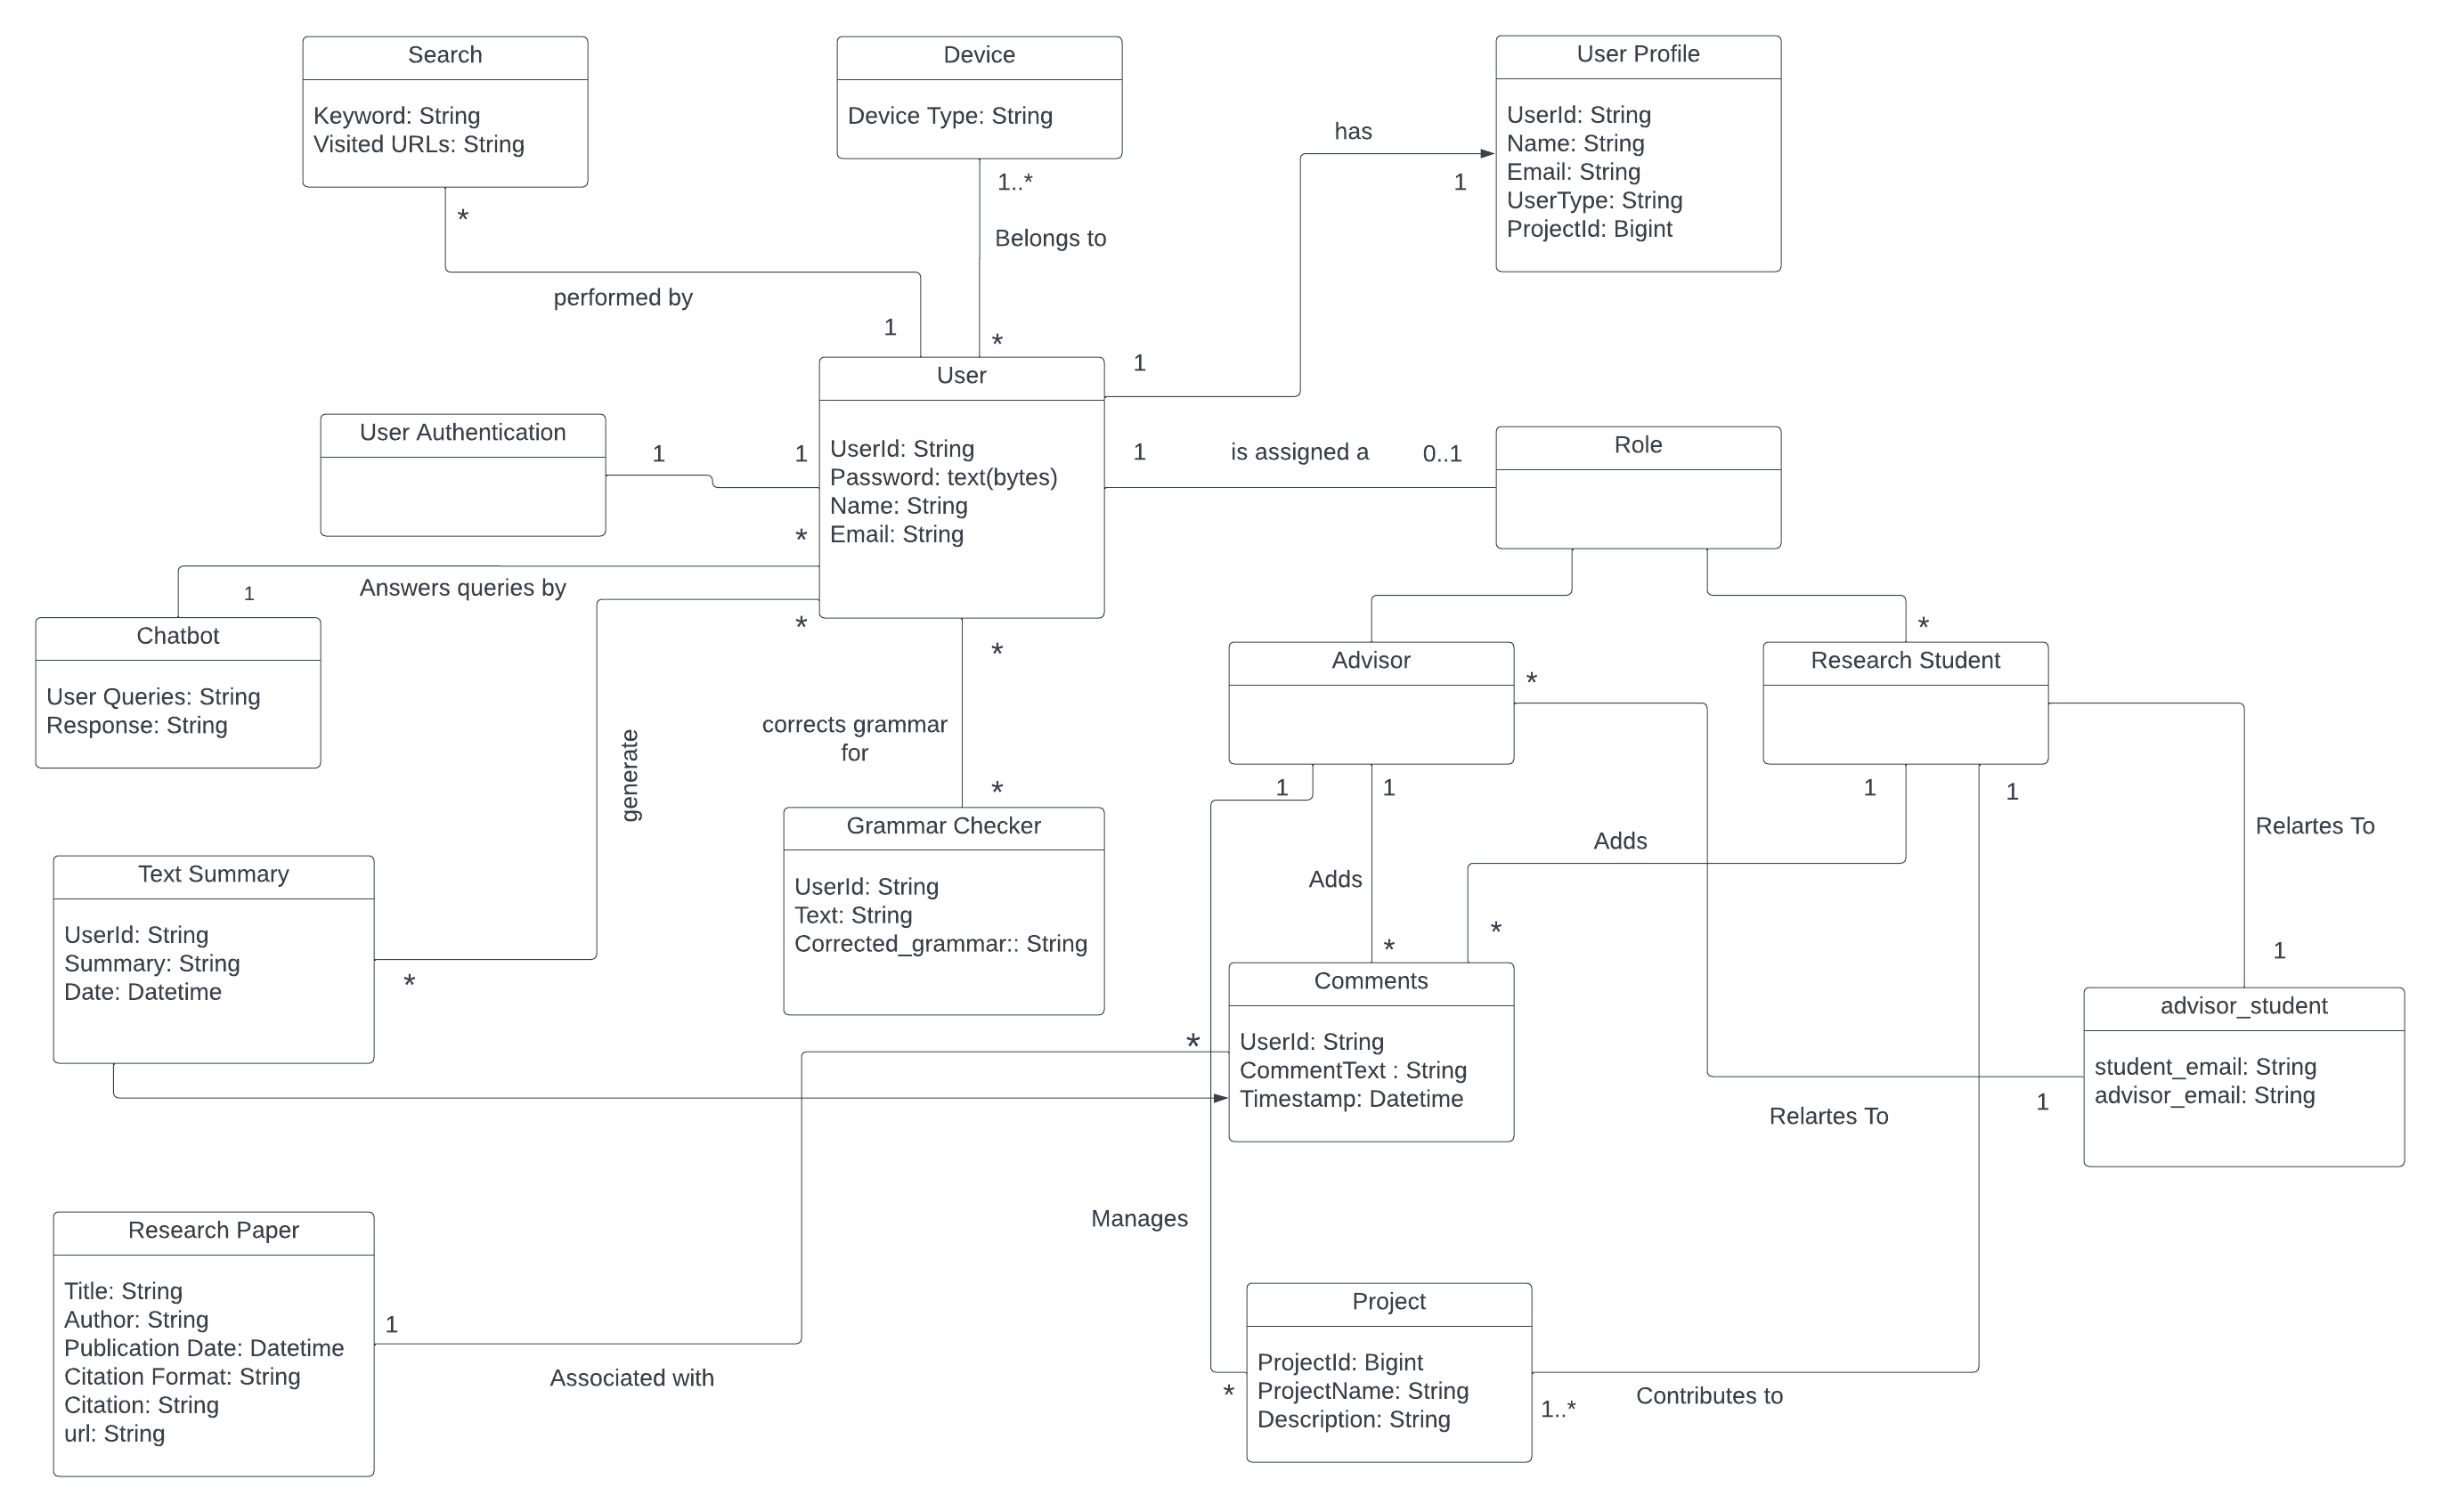 Search
Keyword: String
Visited URLs: String
Device
Device Type: String
User Profile
UserId: String
Name: String
Email: String
UserType: String
ProjectId: Bigint
has
1
1..*
Belongs to
*
*
performed by
1
1
User
UserId: String
Password: text(bytes)
Name: String
Email: String
User Authentication
1
1
1
is assigned a
0..1
Role
*
Answers queries by
1
Chatbot
User Queries: String
Response: String
*
*
generate
corrects grammar
for
*
Advisor
*
Research Student
*
1
1
1
1
Relartes To
Adds
Adds
Grammar Checker
UserId: String
Text: String
Corrected_grammar:: String
Text Summary
UserId: String
Summary: String
Date: Datetime
*
*
*
1
Comments
UserId: String
CommentText : String
Timestamp: Datetime
*
advisor_student
student_email: String
advisor_email: String
1
Relartes To
Manages
Research Paper
Title: String
Author: String
Publication Date: Datetime
Citation Format: String
Citation: String
url: String
1
Associated with
Project
ProjectId: Bigint
ProjectName: String
Description: String
*
1..*
Contributes to